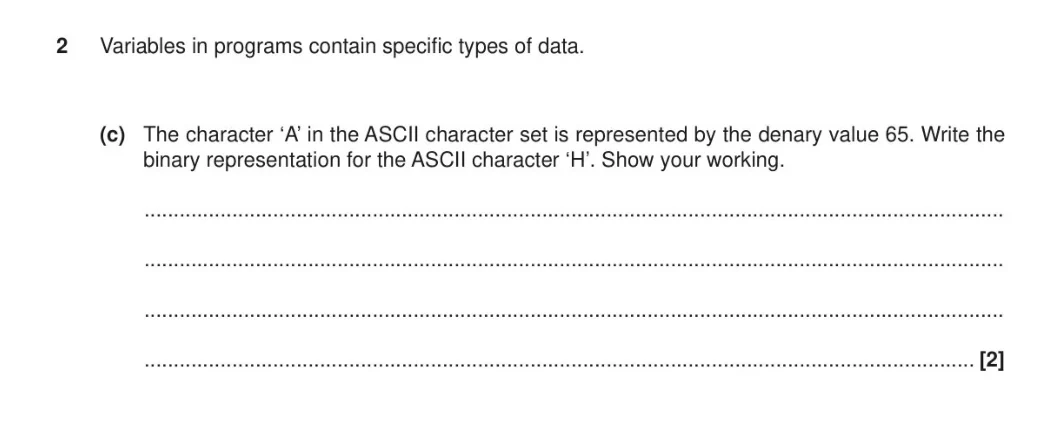 2 Variables in programs contain specific types of data.
(c) The character ‘A’ in the ASCII character set is represented by the denary value 65. Write the
binary representation for the ASCII character ‘H’. Show your working.
[2]